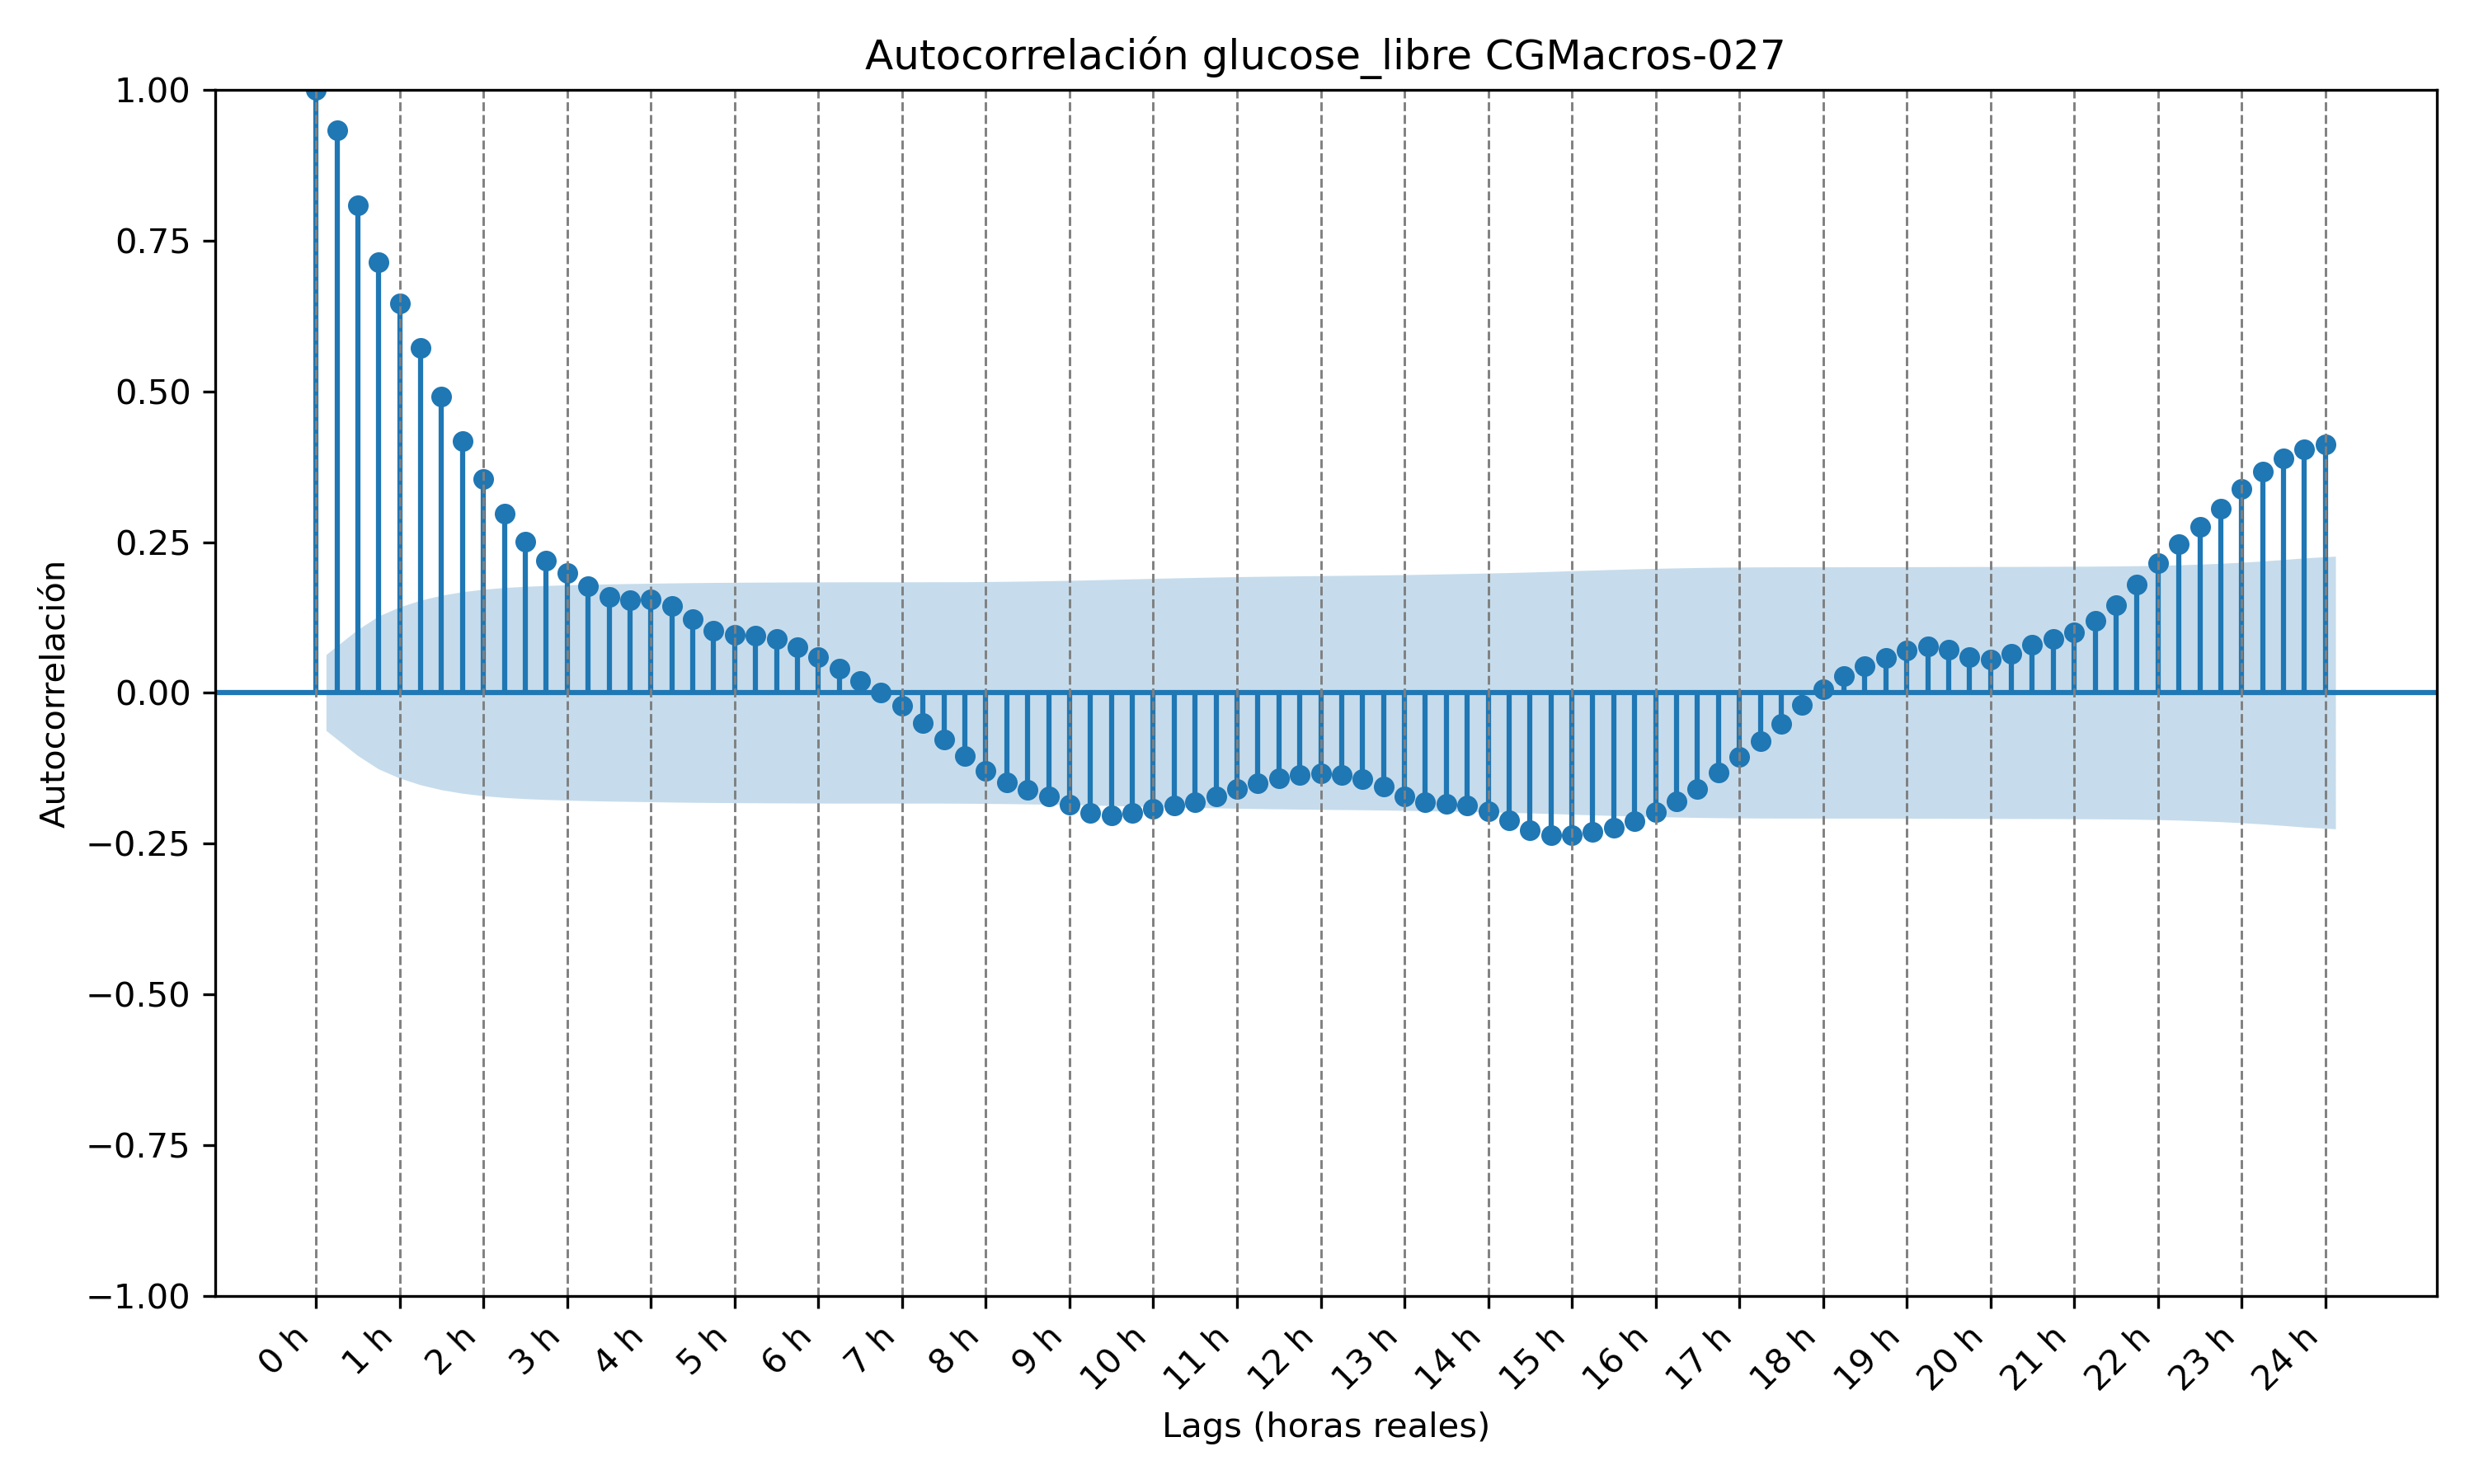 Autocorrelación glucose_libre CGMacros-027
1.00
0.75
0.50
0.25
0.00
−0.25
−0.50
−0.75
−1.00
Autocorrelación
0 h
1 h
2 h
3 h
4 h
5 h
6 h
7 h
8 h
9 h
10 h
11 h
12 h
13 h
14 h
15 h
16 h
17 h
18 h
19 h
20 h
21 h
22 h
23 h
24 h
Lags (horas reales)